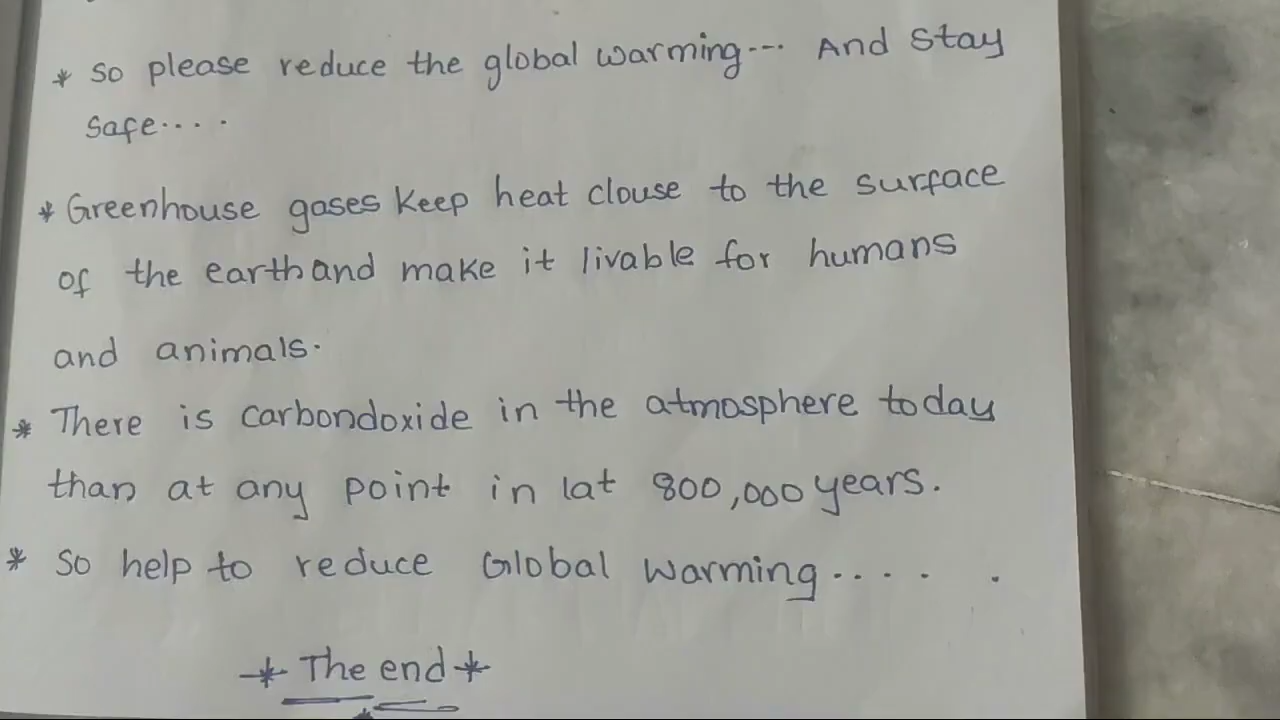 * so please reduce the global warming--- And stay
safe....
* Greenhouse gases keep heat clouse to the surface
of the earth and make it livable for humans
and animals.
* There is carbondoxide in the atmosphere today
than at any point in lat 800,000 years.
* so help to reduce Global warming.... .
* The end *